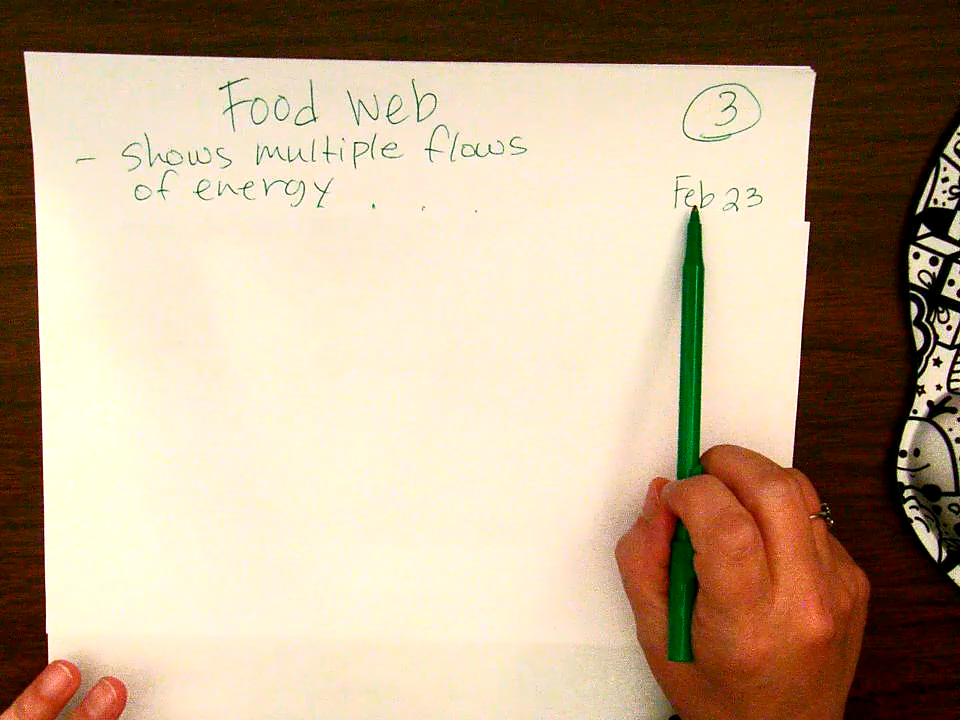 Food web
3
- shows multiple flows
of energy . . .
Feb 23